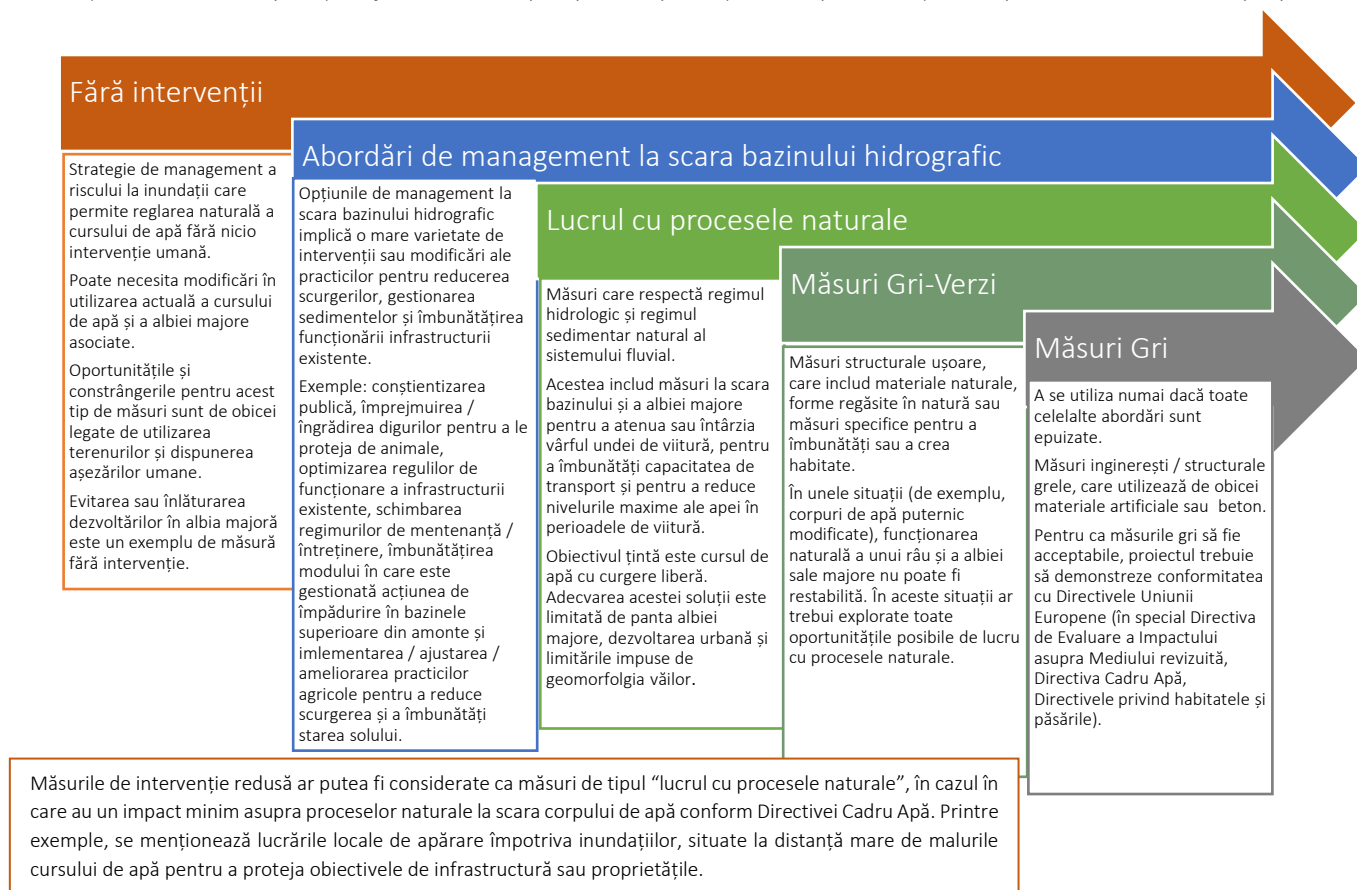 Fără intervenții
Strategie de management a
riscului la inundații care
permite reglarea naturală a
cursului de apă fără nicio
intervenție umană.
Poate necesita modificări în
utilizarea actuală a cursului
de apă și a albiei majore
asociate.
Oportunitățile și
constrângerile pentru acest
tip de măsuri sunt de obicei
legate de utilizarea
terenurilor și dispunerea
așezărilor umane.
Evitarea sau înlăturarea
dezvoltărilor în albia majoră
este un exemplu de măsură
fără intervenție.
Abordări de management la scara bazinului hidrografic
Opțiunile de management la
scara bazinului hidrografic
implică o mare varietate de
intervenții sau modificări ale
practicilor pentru reducerea
scurgerilor, gestionarea
sedimentelor și îmbunătățirea
funcționării infrastructurii
existente.
Exemple: conștientizarea
publică, împrejmuirea /
îngrădirea digurilor pentru a le
proteja de animale,
optimizarea regulilor de
funcționare a infrastructurii
existente, schimbarea
regimurilor de mentenanță /
întreținere, îmbunătățirea
modului în care este
gestionată acțiunea de
împădurire în bazinele
superioare din amonte și
imlementarea / ajustarea /
ameliorarea practicilor
agricole pentru a reduce
scurgerea și a îmbunătăți
starea solului.
Lucrul cu procesele naturale
Măsuri care respectă regimul
hidrologic și regimul
sedimentar natural al
sistemului fluvial.
Acestea includ măsuri la scara
bazinului și a albiei majore
pentru a atenua sau întârzia
vârful undei de viitură, pentru
a îmbunătăți capacitatea de
transport și pentru a reduce
nivelurile maxime ale apei în
perioadele de viitură.
Obiectivul țintă este cursul de
apă cu curgere liberă.
Adecvarea acestei soluții este
limitată de panta albiei
majore, dezvoltarea urbană și
limitările impuse de
geomorfolgia văilor.
Măsuri Gri-Verzi
Măsuri structurale ușoare,
care includ materiale naturale,
forme regăsite în natură sau
măsuri specifice pentru a
îmbunătăți sau a crea
habitate.
În unele situații (de exemplu,
corpuri de apă puternic
modificate), funcționarea
naturală a unui râu și a albiei
sale majore nu poate fi
restabilită. În aceste situații ar
trebui explorate toate
oportunitățile posibile de lucru
cu procesele naturale.
Măsuri Gri
A se utiliza numai dacă toate
celelalte abordări sunt
epuizate.
Măsuri inginerești / structurale
grele, care utilizează de obicei
materiale artificiale sau beton.
Pentru ca măsurile gri să fie
acceptabile, proiectul trebuie
să demonstreze conformitatea
cu Directivele Uniunii
Europene (în special Directiva
de Evaluare a Impactului
asupra Mediului revizuită,
Directiva Cadru Apă,
Directivele privind habitatele și
păsările).
Măsurile de intervenție redusă ar putea fi considerate ca măsuri de tipul “lucrul cu procesele naturale”, în cazul în
care au un impact minim asupra proceselor naturale la scara corpului de apă conform Directivei Cadru Apă. Printre
exemple, se menționează lucrările locale de apărare împotriva inundațiilor, situate la distanță mare de malurile
cursului de apă pentru a proteja obiectivele de infrastructură sau proprietățile.